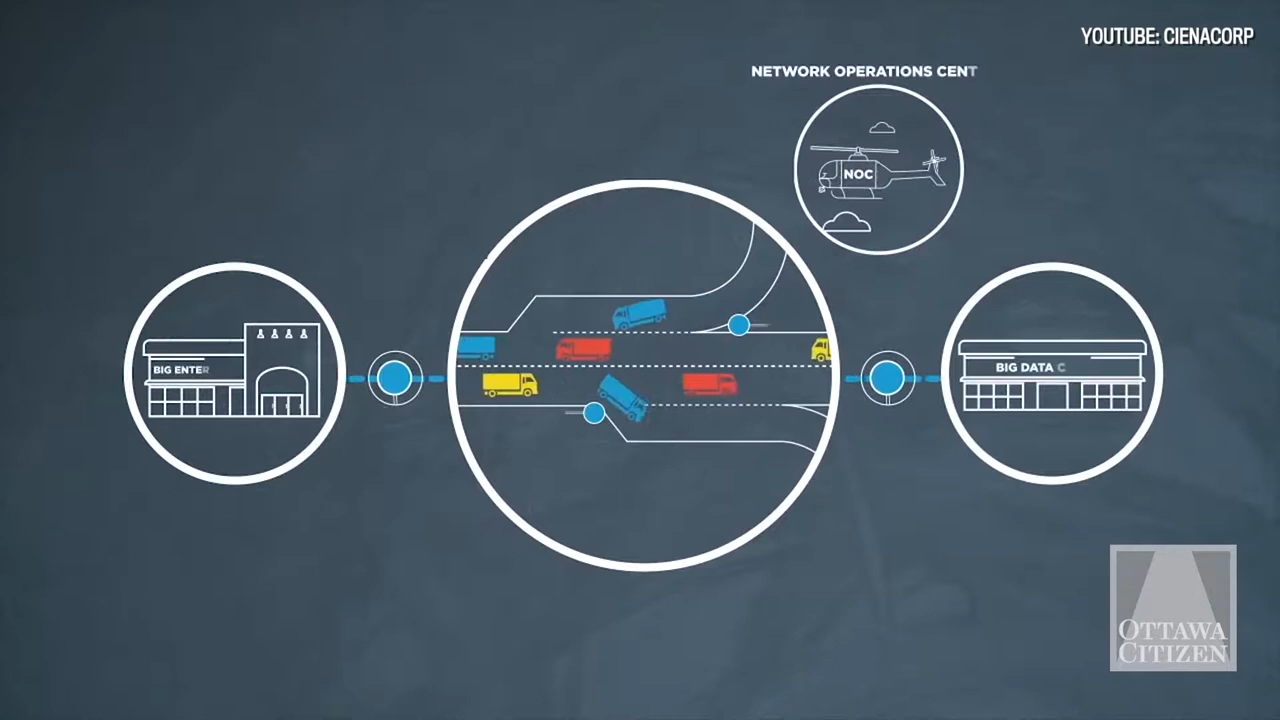 YOUTUBE: CIENACORP
NETWORK OPERATIONS CENT
NOC
BIG ENTER
BIG DATA C
OTTAWA
CITIZEN